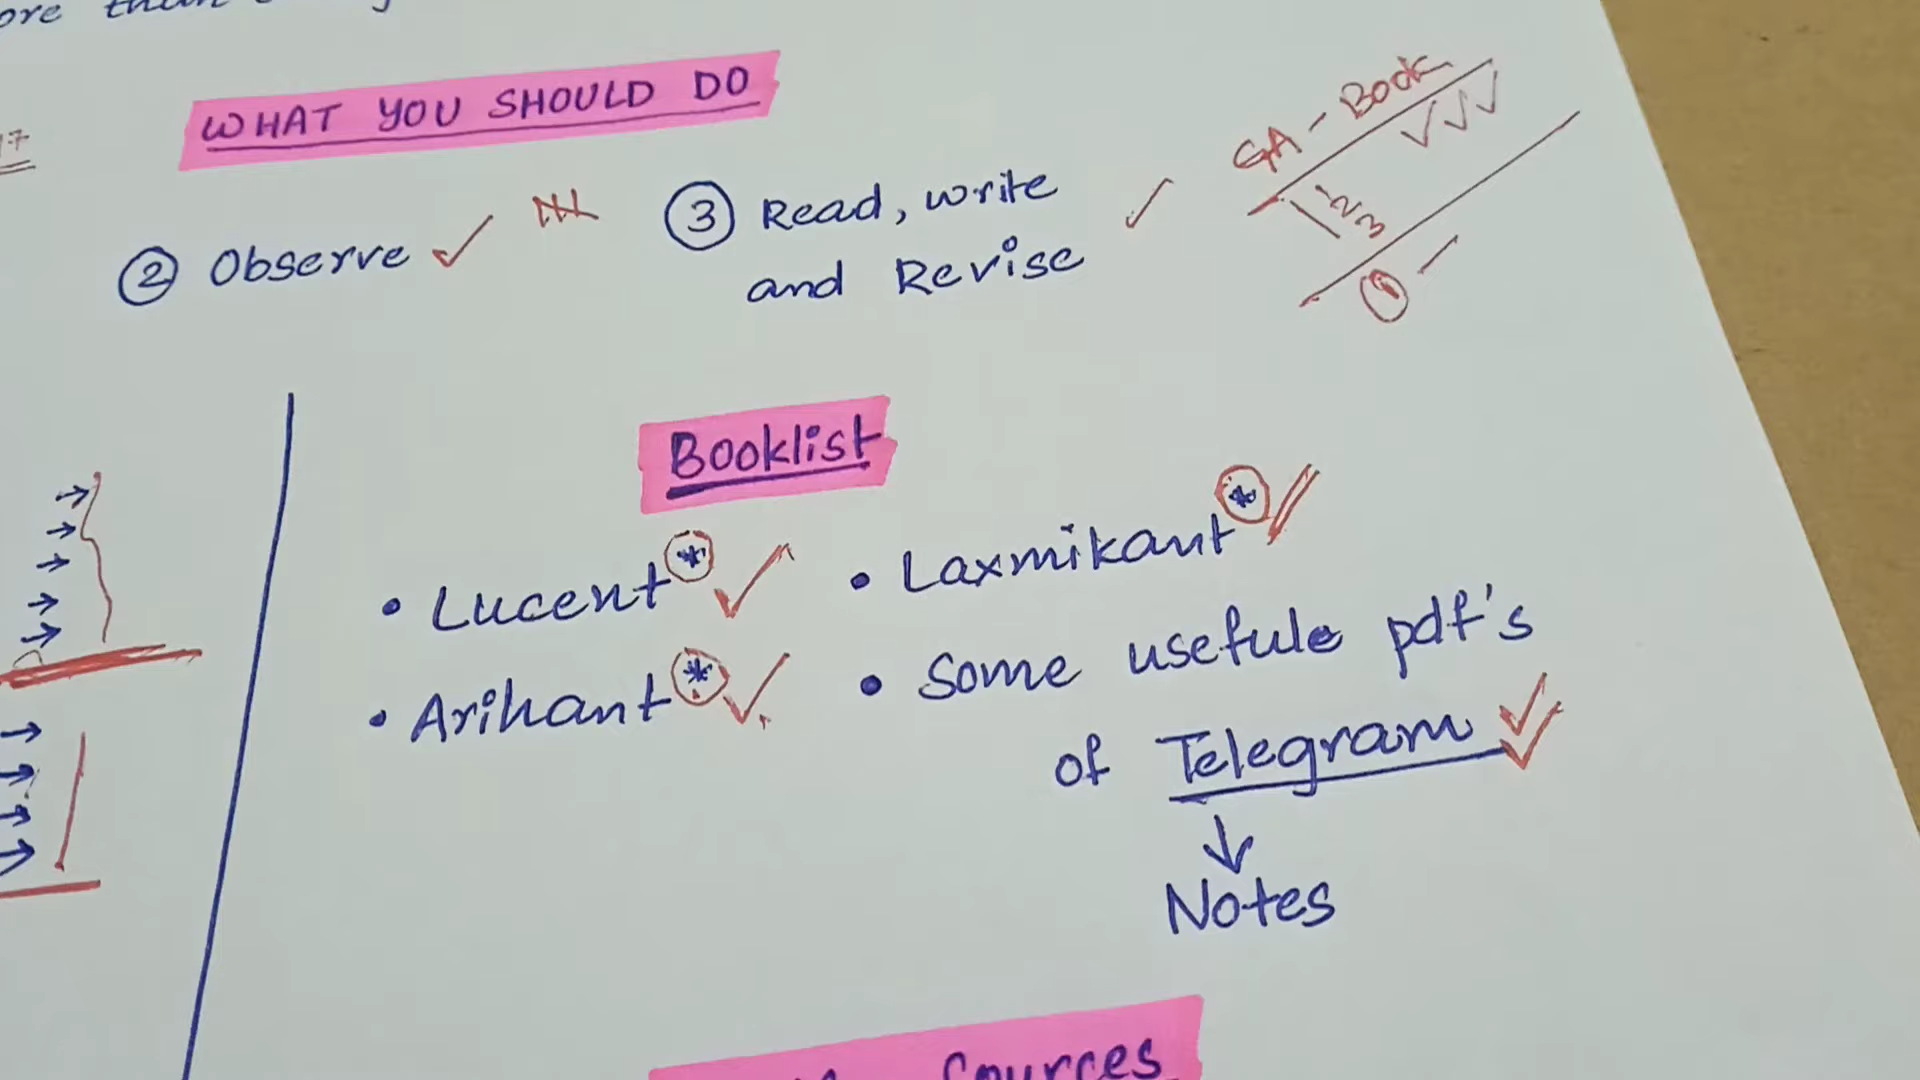 than
WHAT YOU SHOULD DO
② Observe ✓
③ Read, write
and Revise ✓
GA - Book
✓✓✓
1 2 3
Booklist
• Lucent* ✓
• Arihant* ✓
• Laxmikant* ✓
• Some usefule pdf's
of Telegram ✓
↓
Notes
Sources